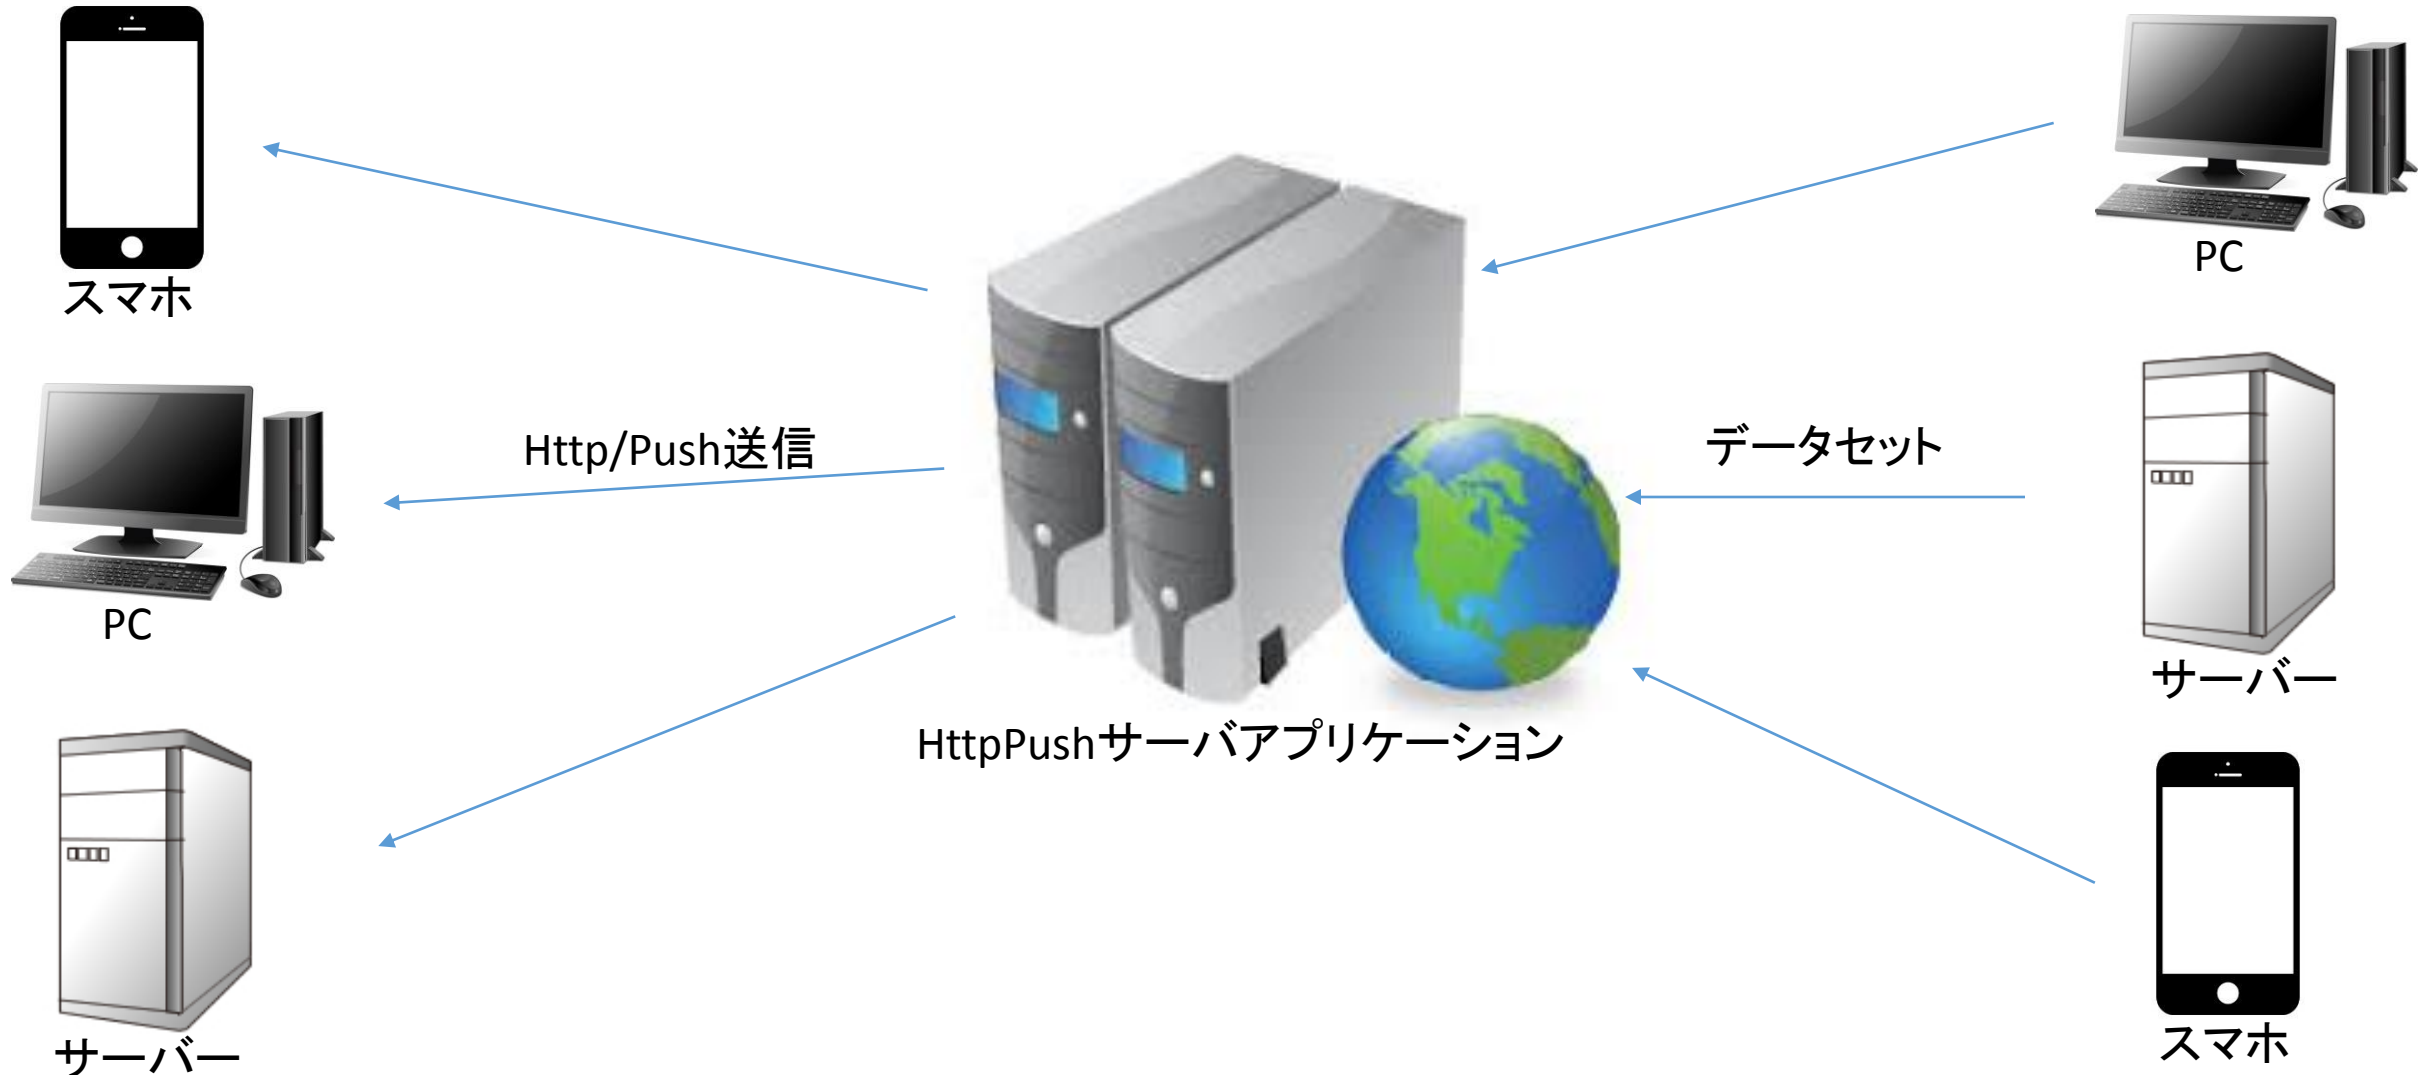 スマホ
PC
PC
Http/Push送信
データセット
サーバー
HttpPushサーバアプリケーション
サーバー
スマホ